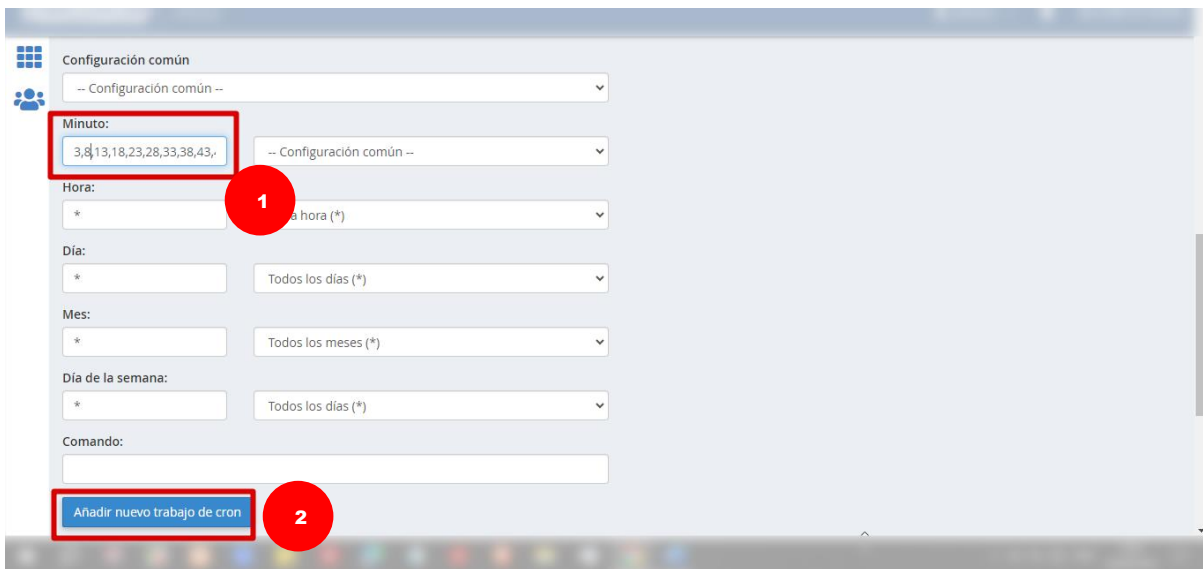 Configuración común
-- Configuración común --
Minuto:
3,8,13,18,23,28,33,38,43,
-- Configuración común --
1
Hora:
*
hora (*)
Día:
*
Todos los días (*)
Mes:
*
Todos los meses (*)
Día de la semana:
*
Todos los días (*)
Comando:
Añadir nuevo trabajo de cron
2